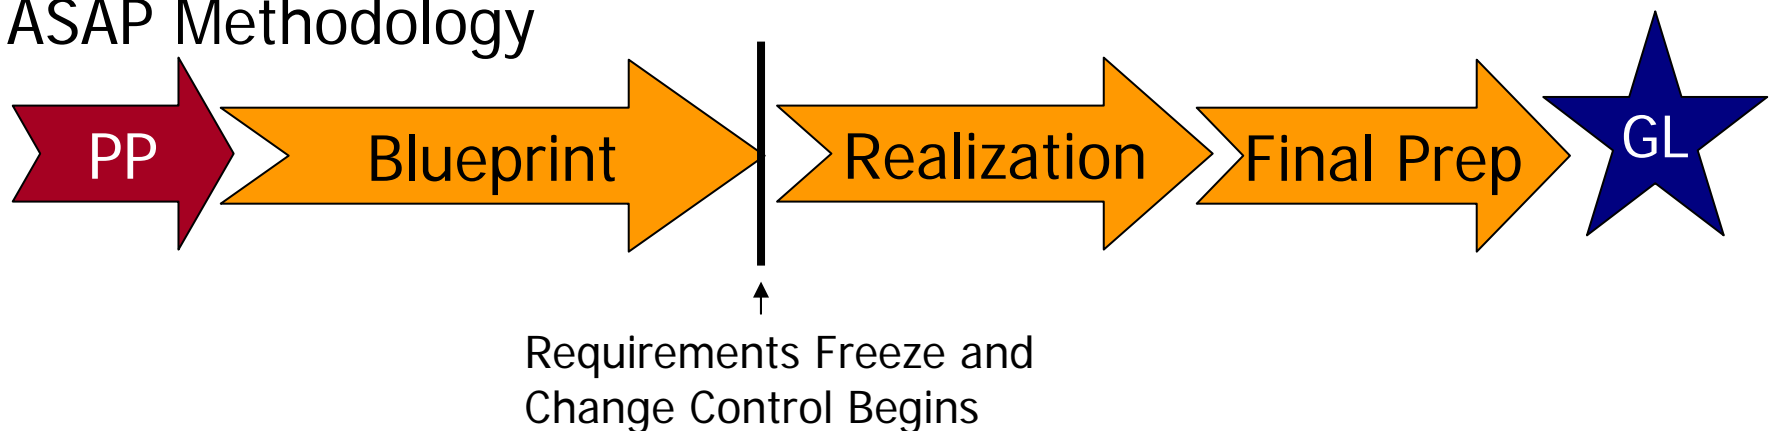 ASAP Methodology
PP
Blueprint
Realization
Final Prep
GL
Requirements Freeze and
Change Control Begins